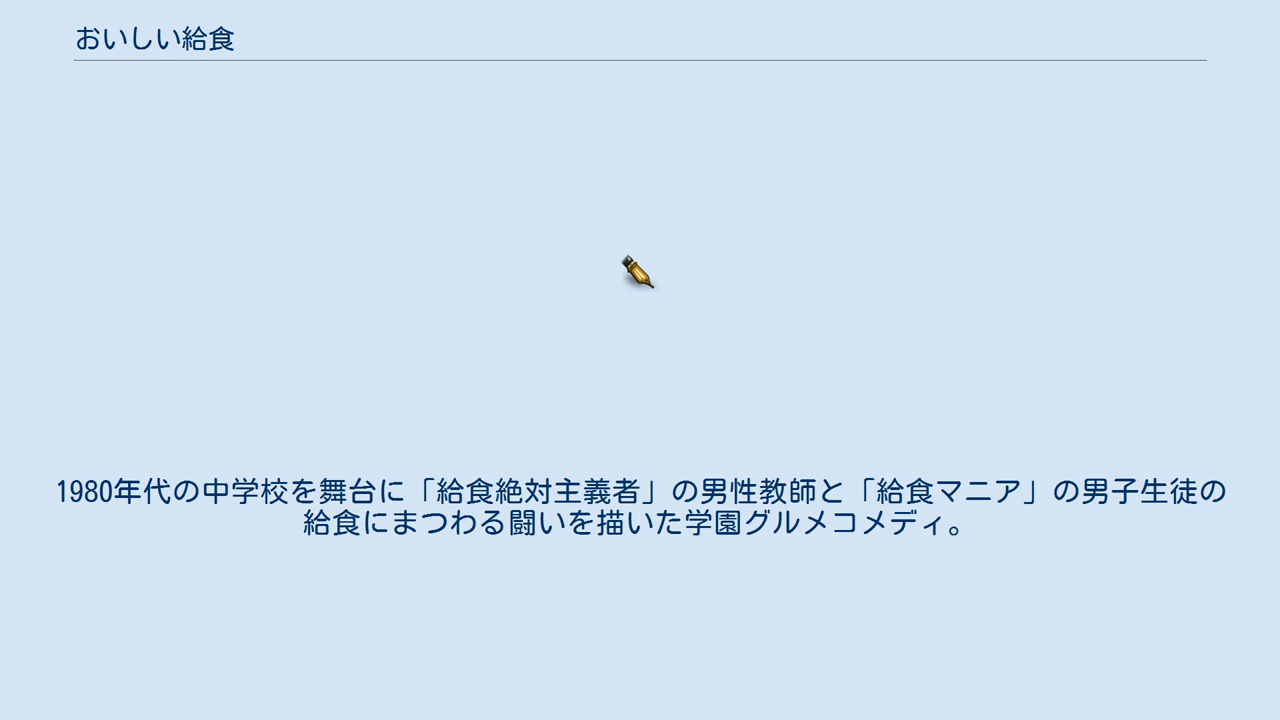 おいしい給食
1980年代の中学校を舞台に「給食絶対主義者」の男性教師と「給食マニア」の男子生徒の
給食にまつわる闘いを描いた学園グルメコメディ。